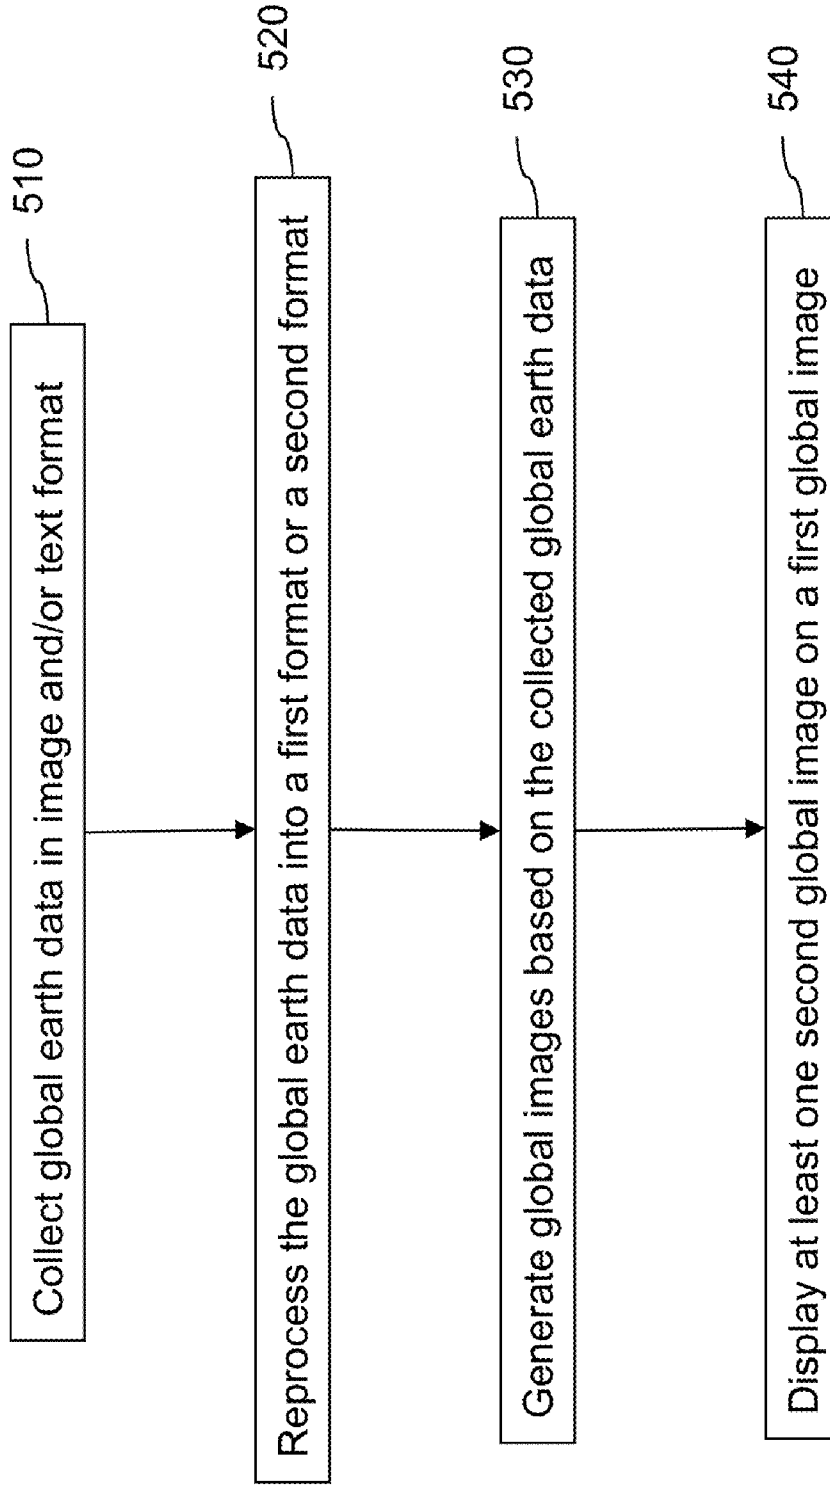 Collect global earth data in image and/or text format
510
Reprocess the global earth data into a first format or a second format
520
Generate global images based on the collected global earth data
530
Display at least one second global image on a first global image
540